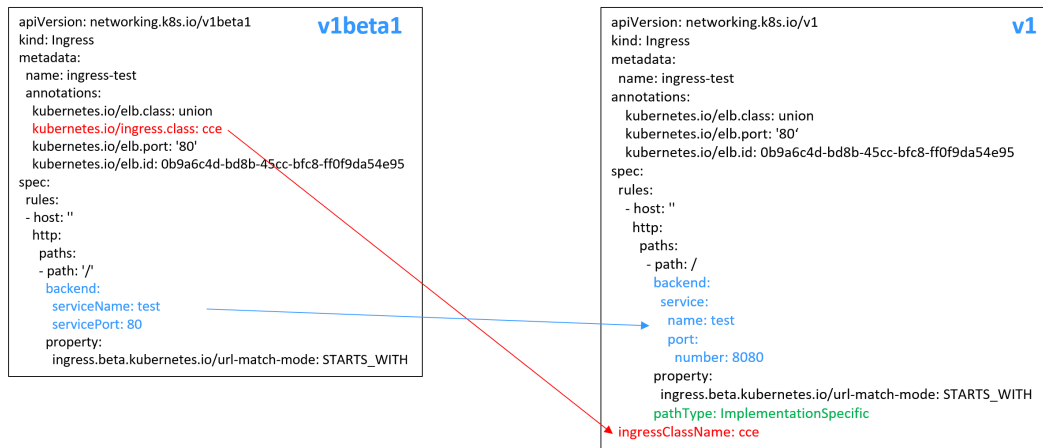 v1beta1
apiVersion: networking.k8s.io/v1beta1
kind: Ingress
metadata:
  name: ingress-test
  annotations:
    kubernetes.io/elb.class: union
    kubernetes.io/ingress.class: cce
    kubernetes.io/elb.port: '80'
    kubernetes.io/elb.id: 0b9a6c4d-bd8b-45cc-bfc8-ff0f9da54e95
spec:
  rules:
  - host: ''
    http:
      paths:
      - path: '/'
        backend:
          serviceName: test
          servicePort: 80
        property:
          ingress.beta.kubernetes.io/url-match-mode: STARTS_WITH
v1
apiVersion: networking.k8s.io/v1
kind: Ingress
metadata:
  name: ingress-test
annotations:
    kubernetes.io/elb.class: union
    kubernetes.io/elb.port: '80‘
    kubernetes.io/elb.id: 0b9a6c4d-bd8b-45cc-bfc8-ff0f9da54e95
spec:
  rules:
    - host: ''
      http:
        paths:
          - path: /
            backend:
              service:
                name: test
                port:
                  number: 8080
            property:
              ingress.beta.kubernetes.io/url-match-mode: STARTS_WITH
            pathType: ImplementationSpecific
  ingressClassName: cce